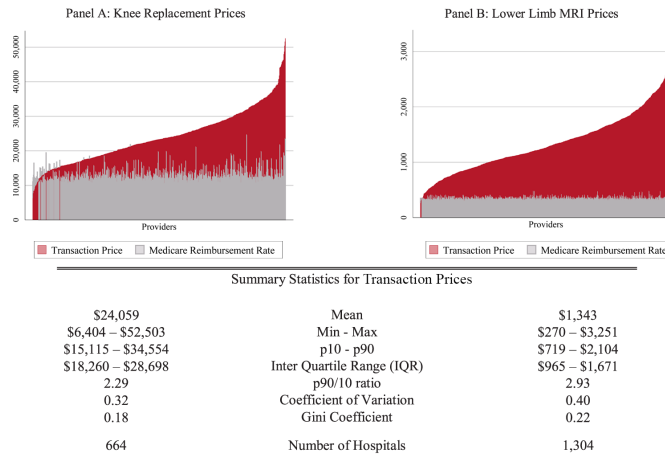 Panel A: Knee Replacement Prices
50,000
40,000
30,000
20,000
10,000
0
Providers
Transaction Price Medicare Reimbursement Rate
Panel B: Lower Limb MRI Prices
3,000
2,000
1,000
0
Providers
Transaction Price Medicare Reimbursement Rate
Summary Statistics for Transaction Prices
$24,059 Mean $1,343
$6,404 – $52,503 Min - Max $270 – $3,251
$15,115 – $34,554 p10 - p90 $719 – $2,104
$18,260 – $28,698 Inter Quartile Range (IQR) $965 – $1,671
2.29 p90/10 ratio 2.93
0.32 Coefficient of Variation 0.40
0.18 Gini Coefficient 0.22
664 Number of Hospitals 1,304